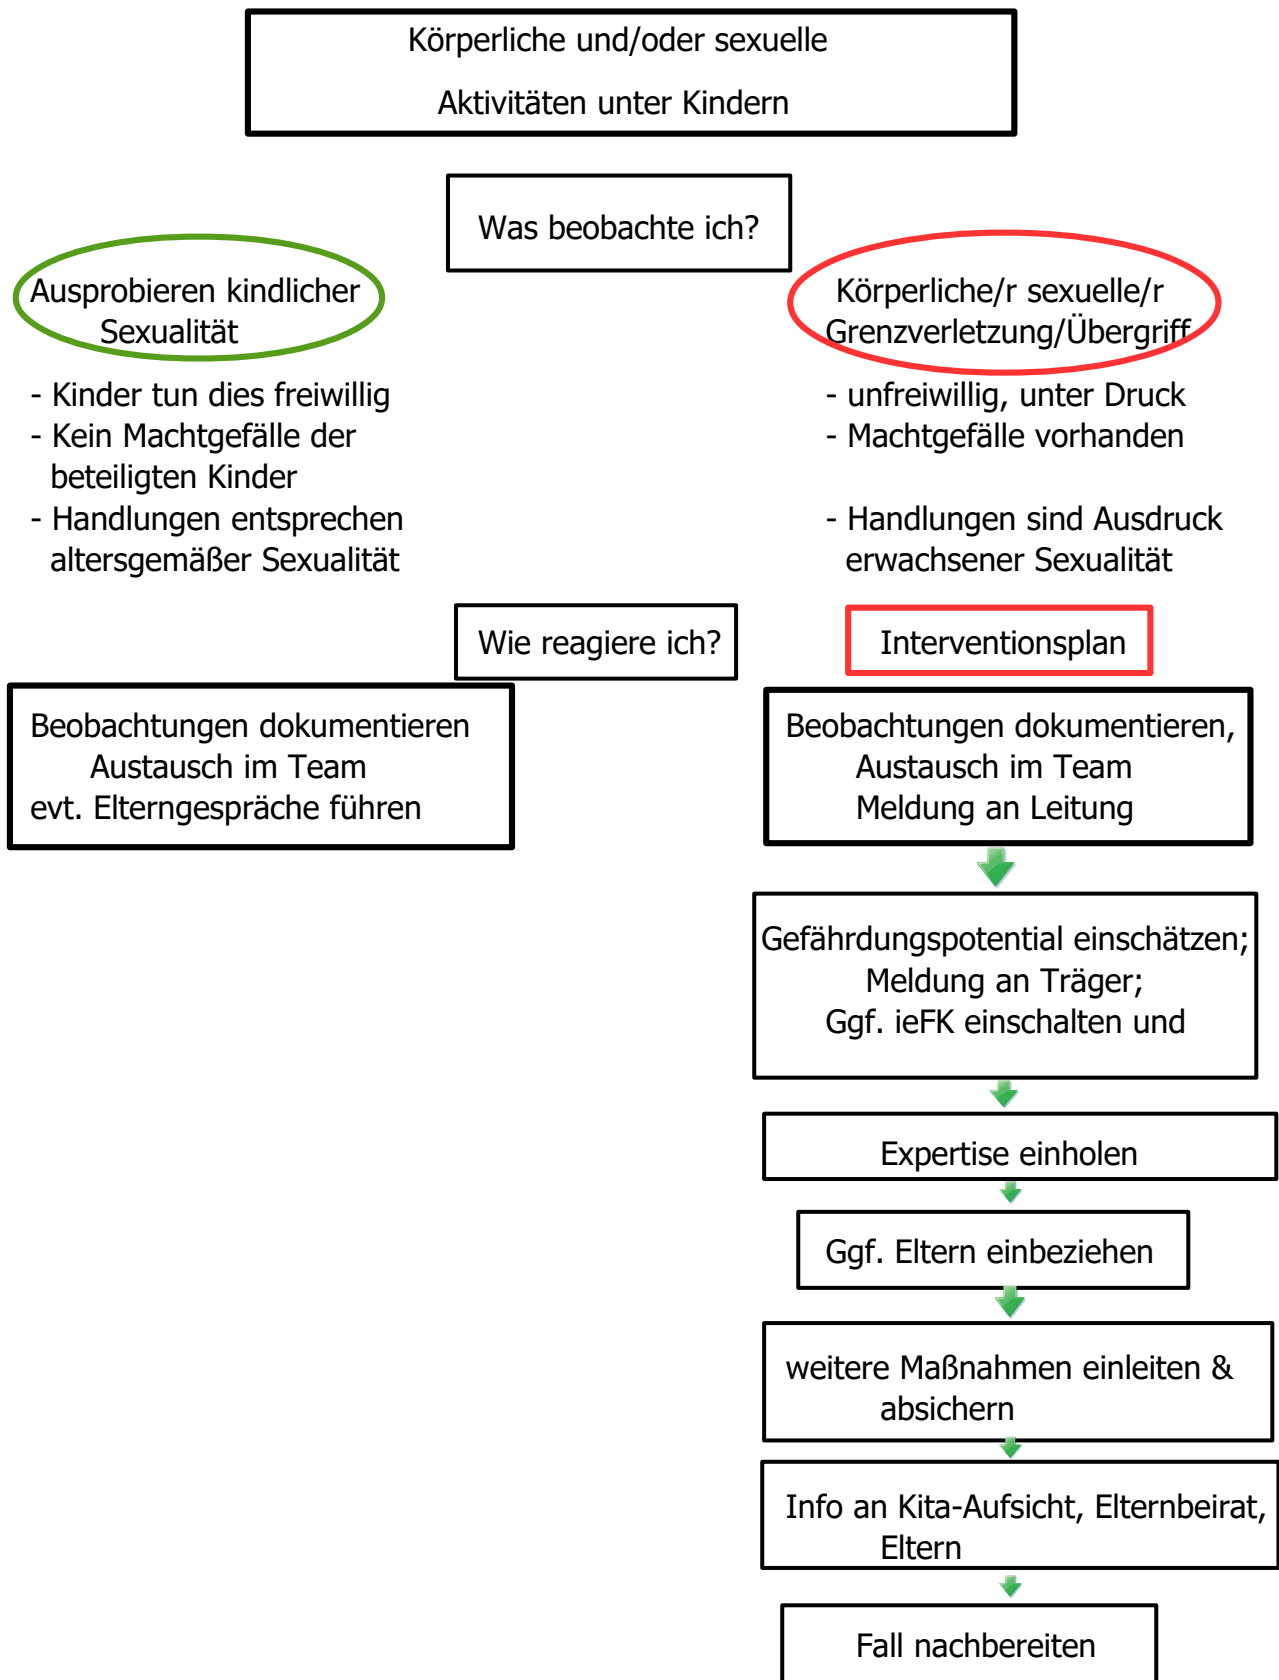 Körperliche und/oder sexuelle
Aktivitäten unter Kindern
Was beobachte ich?
Ausprobieren kindlicher
Sexualität
- Kinder tun dies freiwillig
- Kein Machtgefälle der
beteiligten Kinder
- Handlungen entsprechen
altersgemäßer Sexualität
Körperliche/r sexuelle/r
Grenzverletzung/Übergriff
- unfreiwillig, unter Druck
- Machtgefälle vorhanden
- Handlungen sind Ausdruck
erwachsener Sexualität
Wie reagiere ich?
Interventionsplan
Beobachtungen dokumentieren
Austausch im Team
evt. Elterngespräche führen
Beobachtungen dokumentieren,
Austausch im Team
Meldung an Leitung
Gefährdungspotential einschätzen;
Meldung an Träger;
Ggf. ieFK einschalten und
Expertise einholen
Ggf. Eltern einbeziehen
weitere Maßnahmen einleiten &
absichern
Info an Kita-Aufsicht, Elternbeirat,
Eltern
Fall nachbereiten